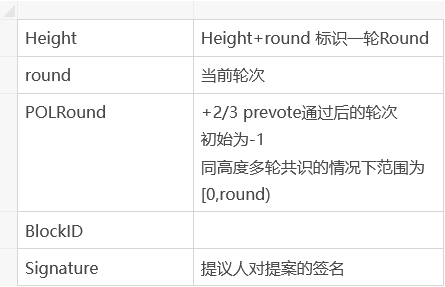 Height
Height+round 标识一轮Round
round
当前轮次
POLRound
+2/3 prevote通过后的轮次
初始为-1
同高度多轮共识的情况下范围为
[0,round)
BlockID
Signature
提议人对提案的签名